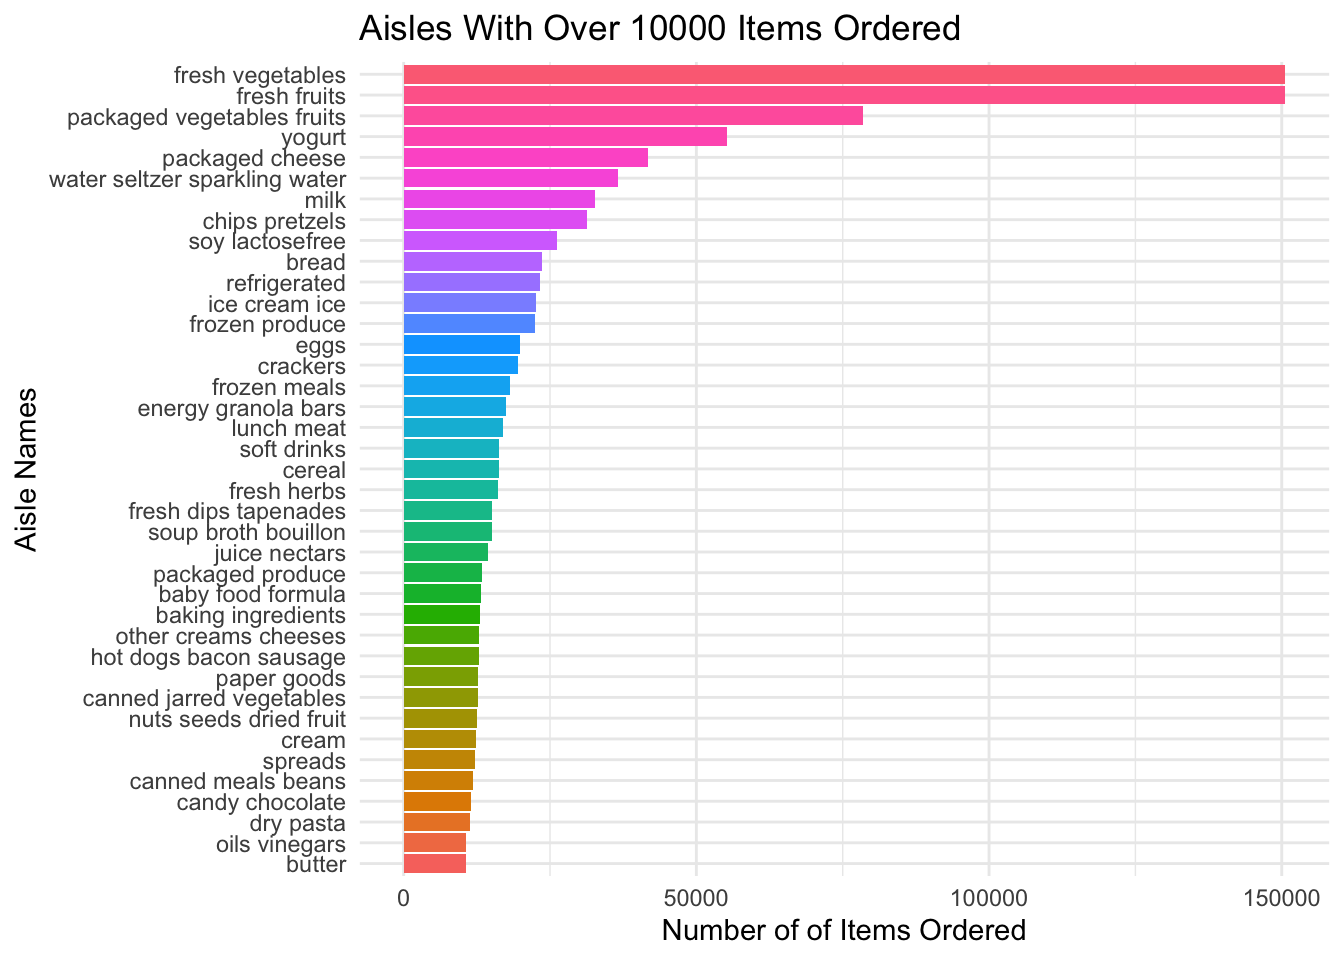 Aisles With Over 10000 Items Ordered
fresh vegetables
fresh fruits
packaged vegetables fruits
yogurt
packaged cheese
water seltzer sparkling water
milk
chips pretzels
soy lactosefree
bread
refrigerated
ice cream ice
frozen produce
eggs
crackers
frozen meals
energy granola bars
lunch meat
soft drinks
cereal
fresh herbs
fresh dips tapenades
soup broth bouillon
juice nectars
packaged produce
baby food formula
baking ingredients
other creams cheeses
hot dogs bacon sausage
paper goods
canned jarred vegetables
nuts seeds dried fruit
cream
spreads
canned meals beans
candy chocolate
dry pasta
oils vinegars
butter
Aisle Names
0 50000 100000 150000
Number of of Items Ordered